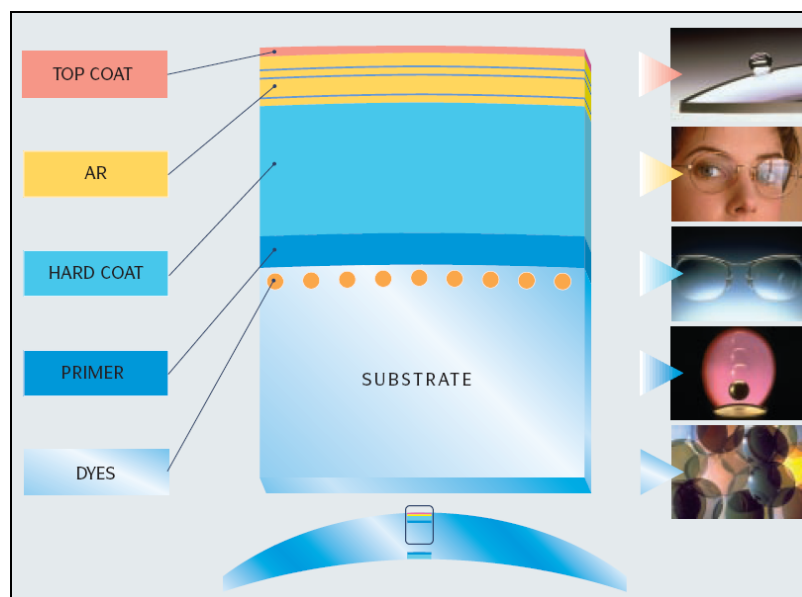 TOP COAT
AR
HARD COAT
PRIMER
DYES
SUBSTRATE